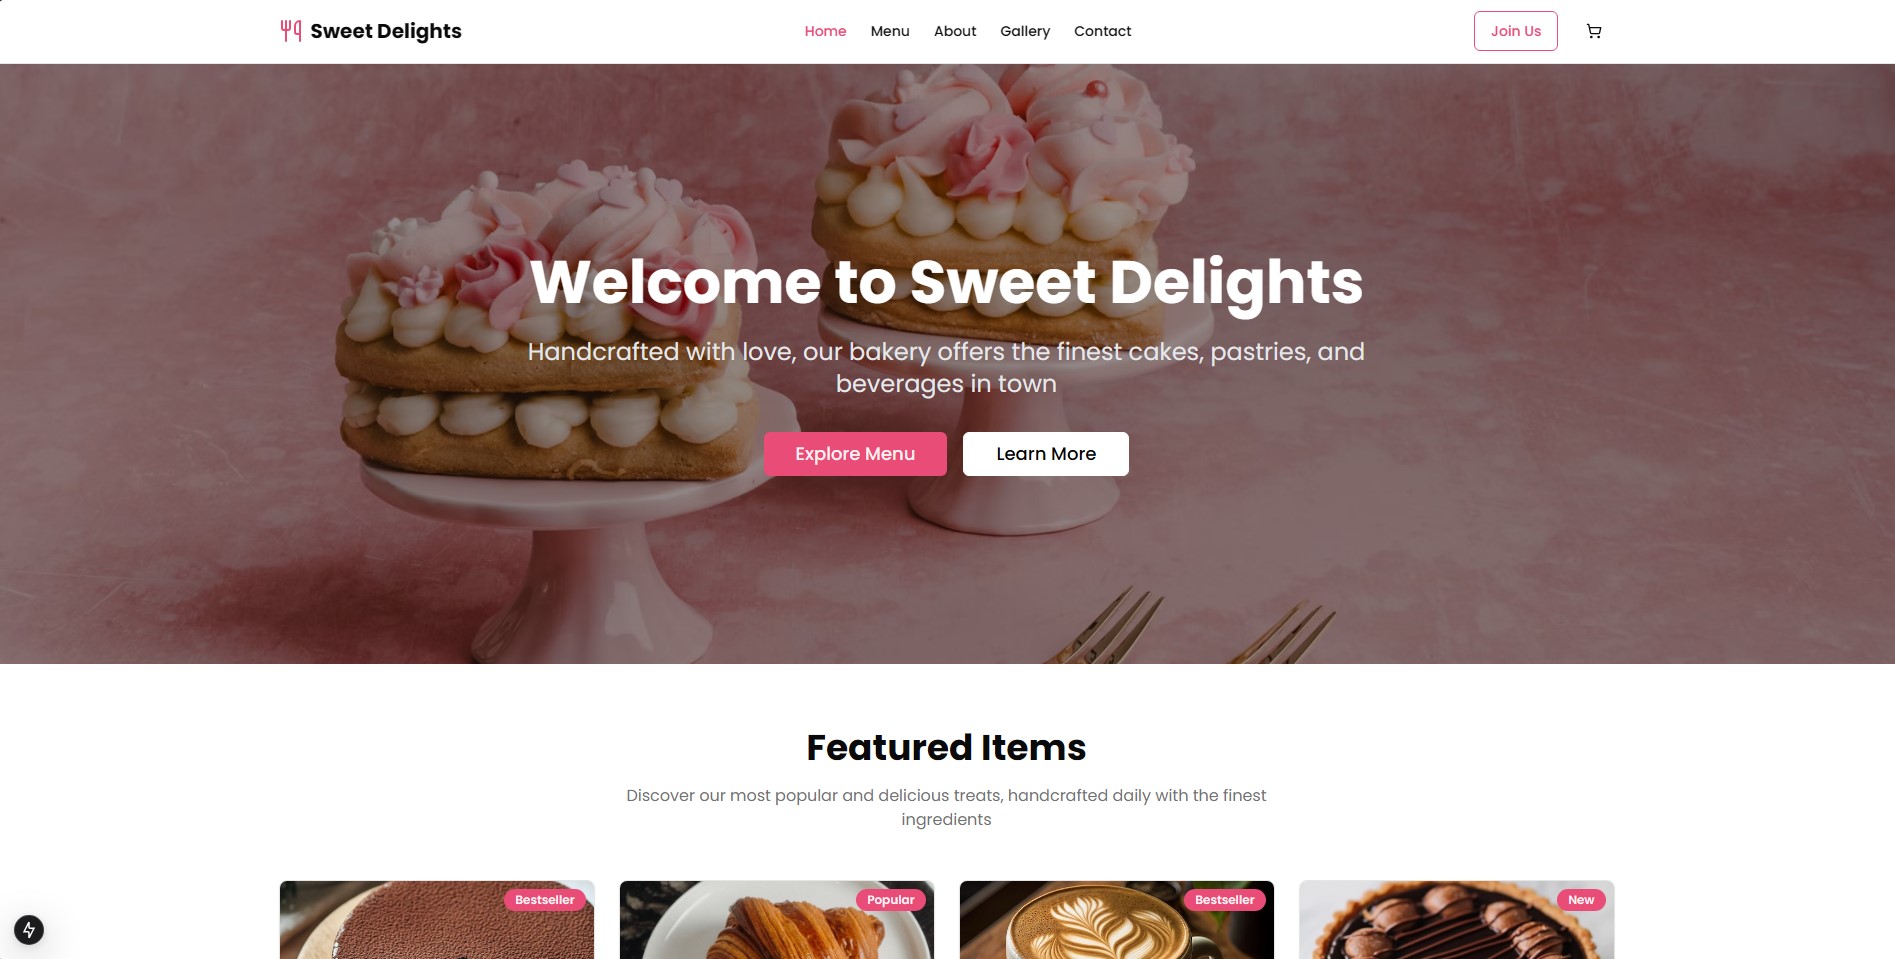 Sweet Delights
Home
Menu
About
Gallery
Contact
Join Us
Welcome to Sweet Delights
Handcrafted with love, our bakery offers the finest cakes, pastries, and
beverages in town
Explore Menu
Learn More
Featured Items
Discover our most popular and delicious treats, handcrafted daily with the finest
ingredients
Bestseller
Popular
Bestseller
New